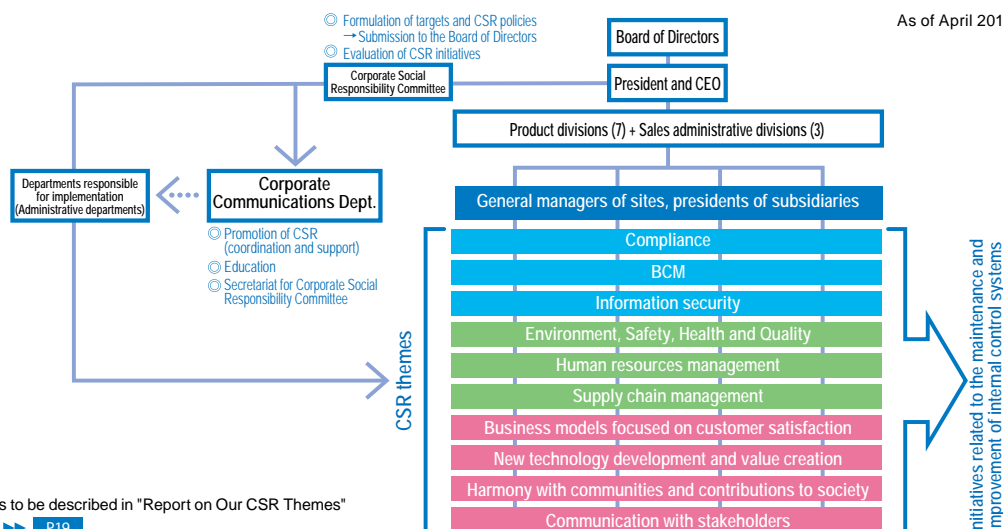 ◎ Formulation of targets and CSR policies
→ Submission to the Board of Directors
◎ Evaluation of CSR initiatives
As of April 201
Board of Directors
Corporate Social
Responsibility Committee
President and CEO
Product divisions (7) + Sales administrative divisions (3)
Departments responsible
for implementation
(Administrative departments)
Corporate
Communications Dept.
◎ Promotion of CSR
(coordination and support)
◎ Education
◎ Secretariat for Corporate Social
Responsibility Committee
General managers of sites, presidents of subsidiaries
CSR themes
Compliance
BCM
Information security
Environment, Safety, Health and Quality
Human resources management
Supply chain management
Business models focused on customer satisfaction
New technology development and value creation
Harmony with communities and contributions to society
Communication with stakeholders
nitiatives related to the maintenance and
mprovement of internal control systems
s to be described in "Report on Our CSR Themes"
P19